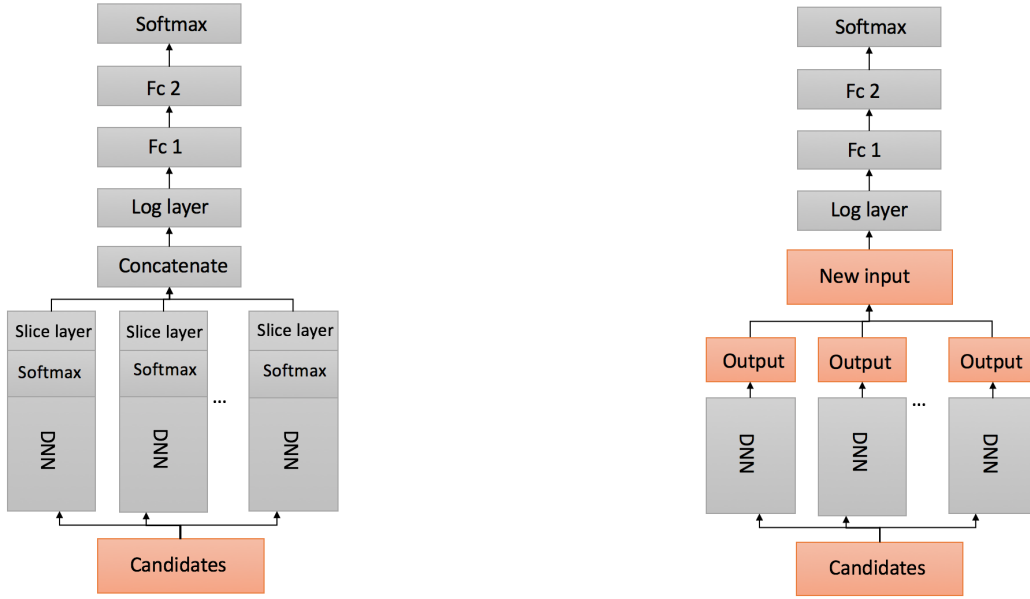 Softmax
Fc 2
Fc 1
Log layer
Concatenate
Slice layer
Slice layer
Slice layer
Softmax
Softmax
Softmax
...
DNN
DNN
DNN
Candidates
Softmax
Fc 2
Fc 1
Log layer
New input
Output
Output
Output
...
DNN
DNN
DNN
Candidates